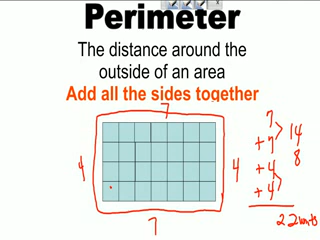 Perimeter
The distance around the
outside of an area
Add all the sides together
7
4
4
7
7
+ 7
14
+ 4
8
+ 4
22 units